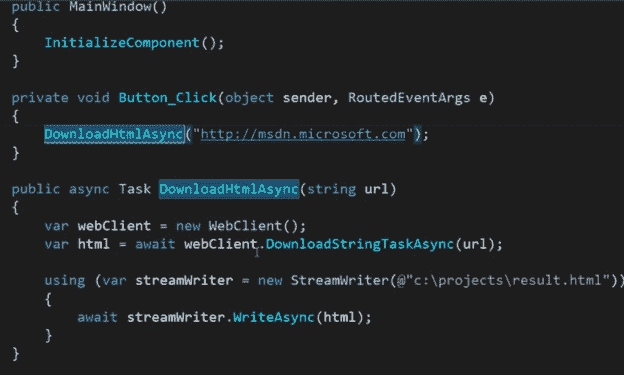 public MainWindow()
{
InitializeComponent();
}
private void Button_Click(object sender, RoutedEventArgs e)
{
DownloadHtmlAsync("http://msdn.microsoft.com");
}
public async Task DownloadHtmlAsync(string url)
{
var webClient = new WebClient();
var html = await webClient.DownloadStringTaskAsync(url);
using (var streamWriter = new StreamWriter(@"c:\projects\result.html"))
{
await streamWriter.WriteAsync(html);
}
}